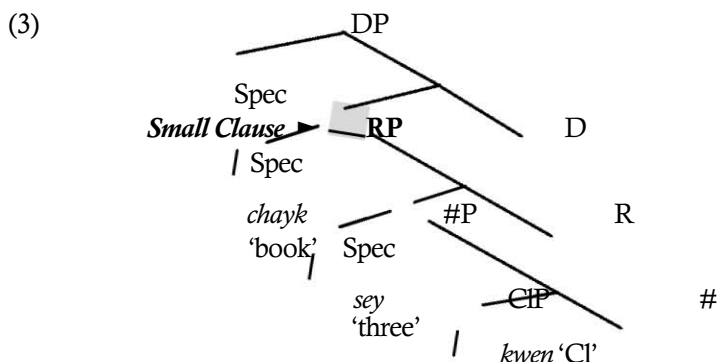 (3) DP
Spec
Small Clause ► RP D
Spec
chayk #P R
'book' Spec
sey ClP #
'three'
kwen 'Cl'